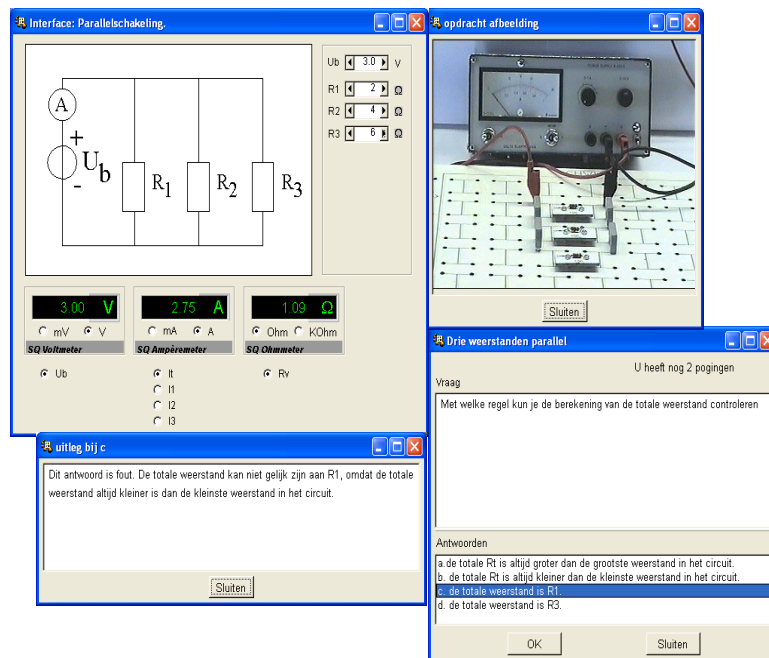 Interface: Parallelschakeling.
A
+
U
b
-
R1
R2
R3
Ub 3.0 V
R1 2 Ω
R2 4 Ω
R3 6 Ω
3.00 V
mV V
SQ Voltmeter
2.75 A
mA A
SQ Ampèremeter
1.09 Ω
Ohm KOhm
SQ Ohmmeter
Ub
It
I1
I2
I3
Rv
opdracht afbeelding
Sluiten
uitleg bij c
Dit antwoord is fout. De totale weerstand kan niet gelijk zijn aan R1, omdat de totale
weerstand altijd kleiner is dan de kleinste weerstand in het circuit.
Sluiten
Drie weerstanden parallel
U heeft nog 2 pogingen
Vraag
Met welke regel kun je de berekening van de totale weerstand controleren
Antwoorden
a.de totale Rt is altijd groter dan de grootste weerstand in het circuit.
b. de totale Rt is altijd kleiner dan de kleinste weerstand in het circuit.
c. de totale weerstand is R1.
d. de totale weerstand is R3.
OK
Sluiten